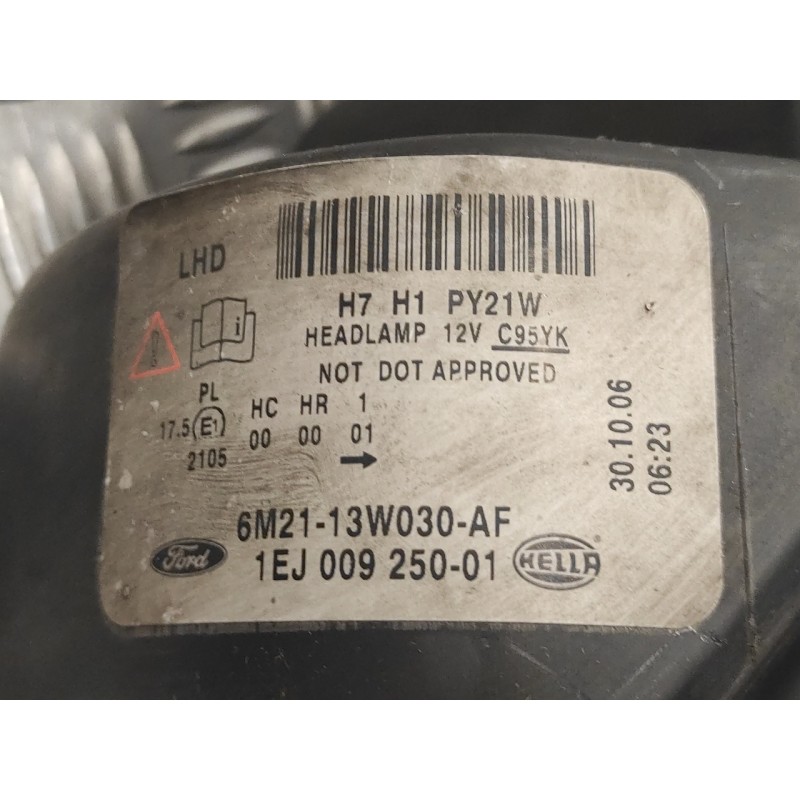 LHD
H7 H1 PY21W
HEADLAMP 12V C95YK
NOT DOT APPROVED
i
PL HC HR 1
17.5 E1 00 00 01
2105 →
30.10.06
06:23
6M21-13W030-AF
Ford 1EJ 009 250-01 HELLA